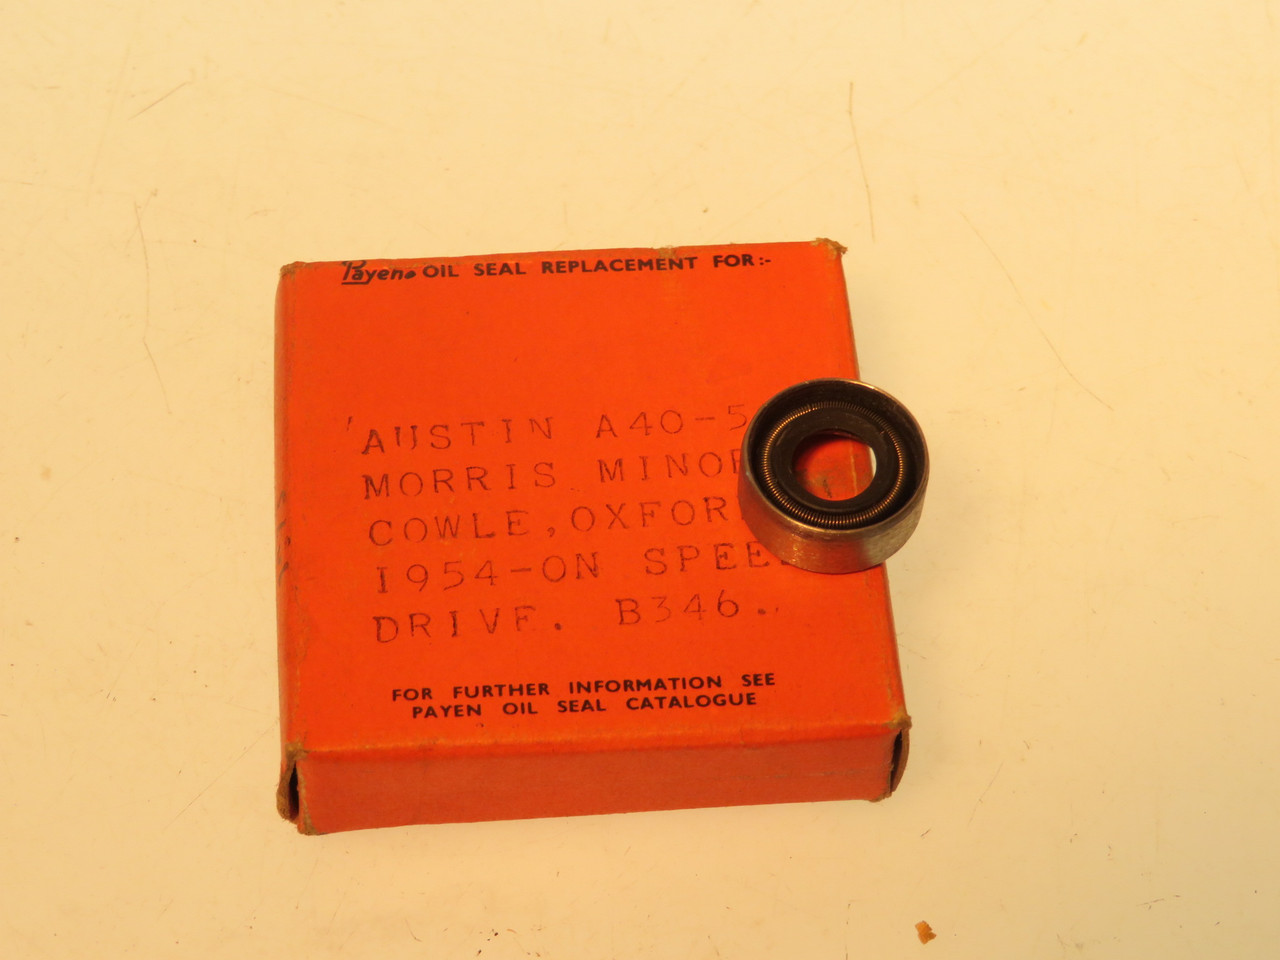 Payen OIL SEAL REPLACEMENT FOR:-
'AUSTIN A40-5
MORRIS MINOR
COWLE, OXFOR
1954-ON SPEE
DRIVE. B346.
FOR FURTHER INFORMATION SEE
PAYEN OIL SEAL CATALOGUE